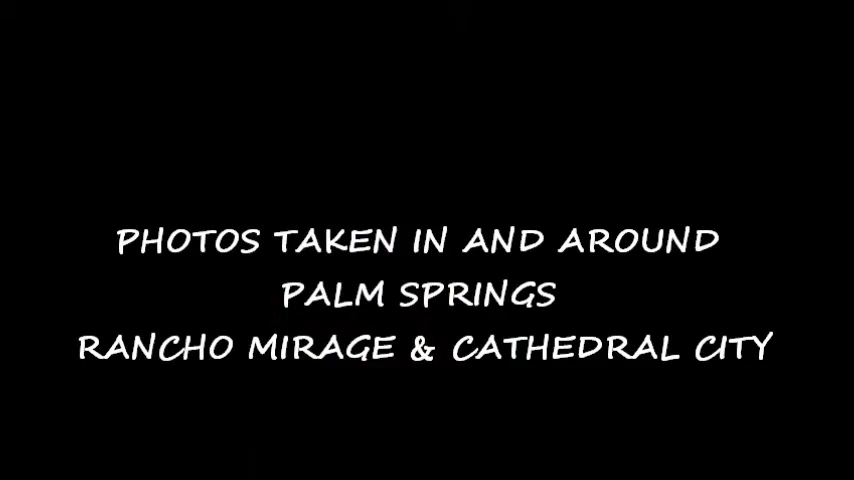 PHOTOS TAKEN IN AND AROUND
PALM SPRINGS
RANCHO MIRAGE & CATHEDRAL CITY